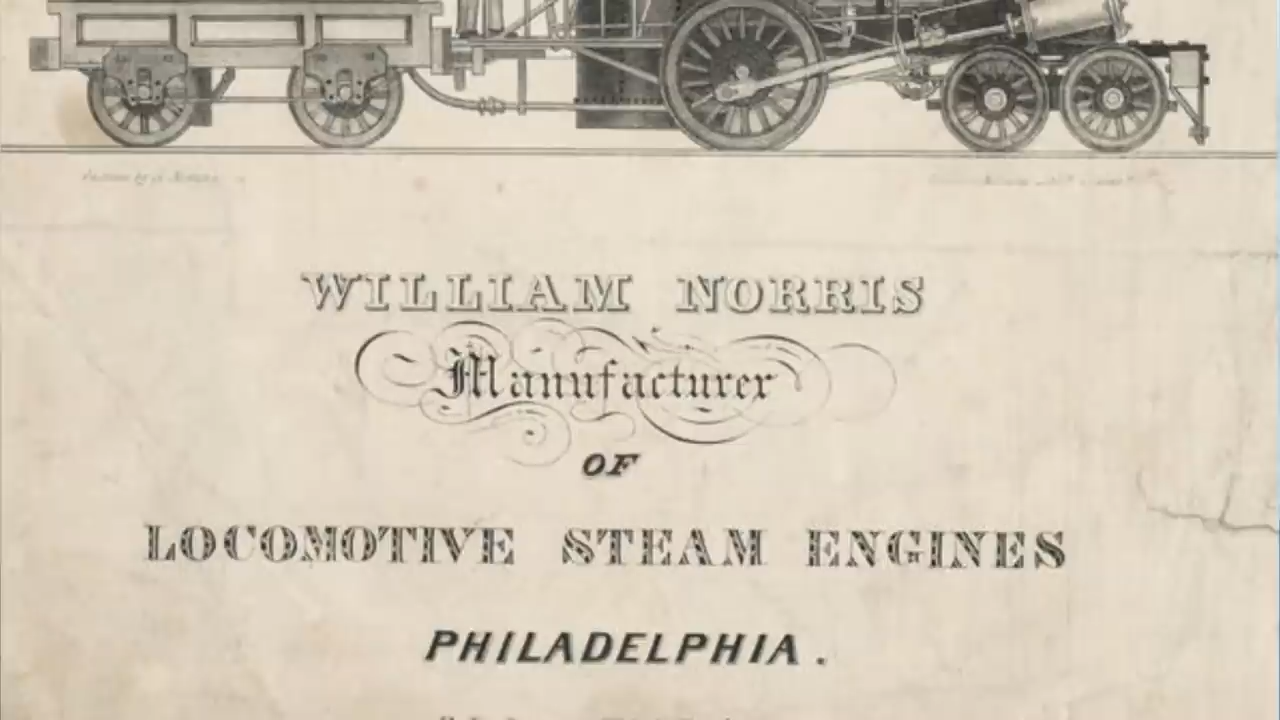 WILLIAM NORRIS
Manufacturer
OF
LOCOMOTIVE STEAM ENGINES
PHILADELPHIA.